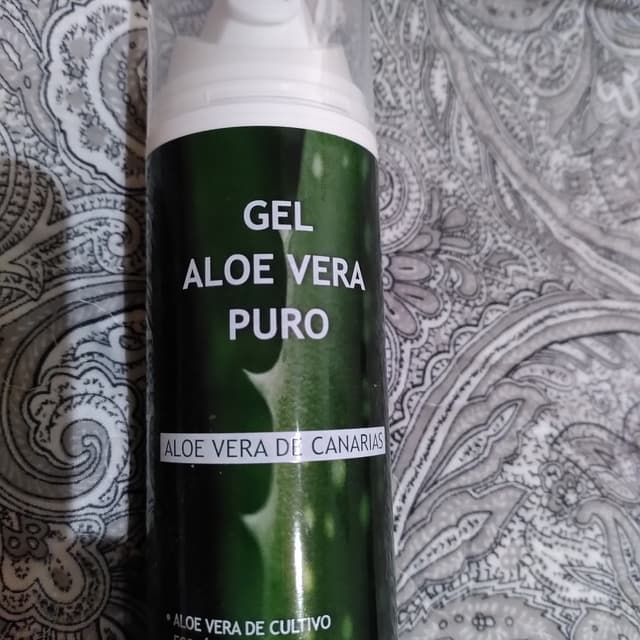 GEL
ALOE VERA
PURO
ALOE VERA DE CANARIAS
* ALOE VERA DE CULTIVO